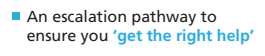 An escalation pathway to
ensure you ‘get the right help’